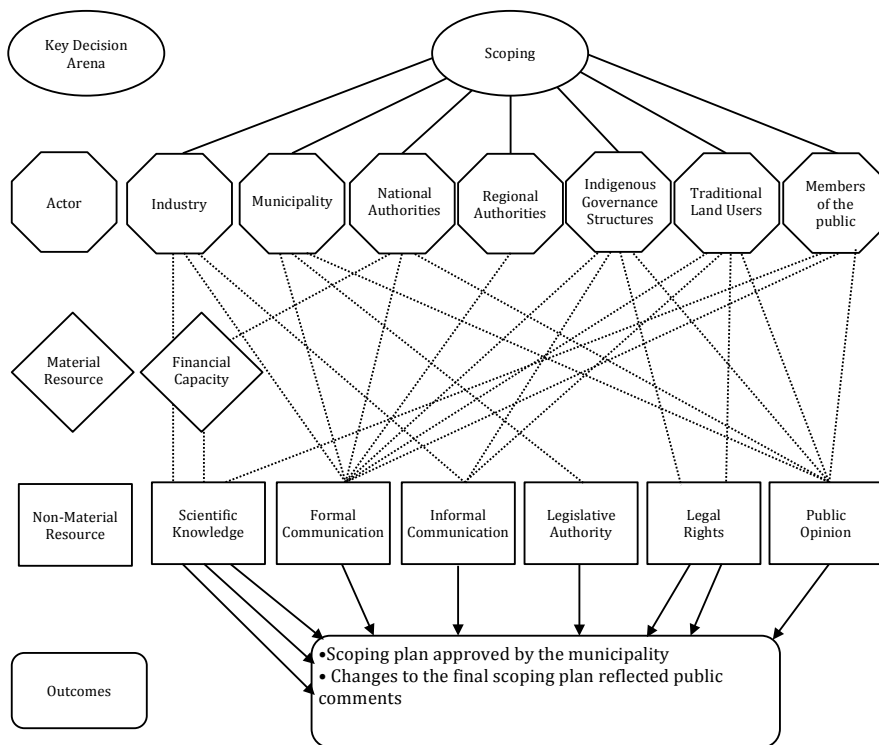 Key Decision
Arena
Scoping
Actor
Industry
Municipality
National
Authorities
Regional
Authorities
Indigenous
Governance
Structures
Traditional
Land Users
Members
of the
public
Material
Resource
Financial
Capacity
Non-Material
Resource
Scientific
Knowledge
Formal
Communication
Informal
Communication
Legislative
Authority
Legal
Rights
Public
Opinion
Outcomes
•Scoping plan approved by the municipality
• Changes to the final scoping plan reflected public
comments